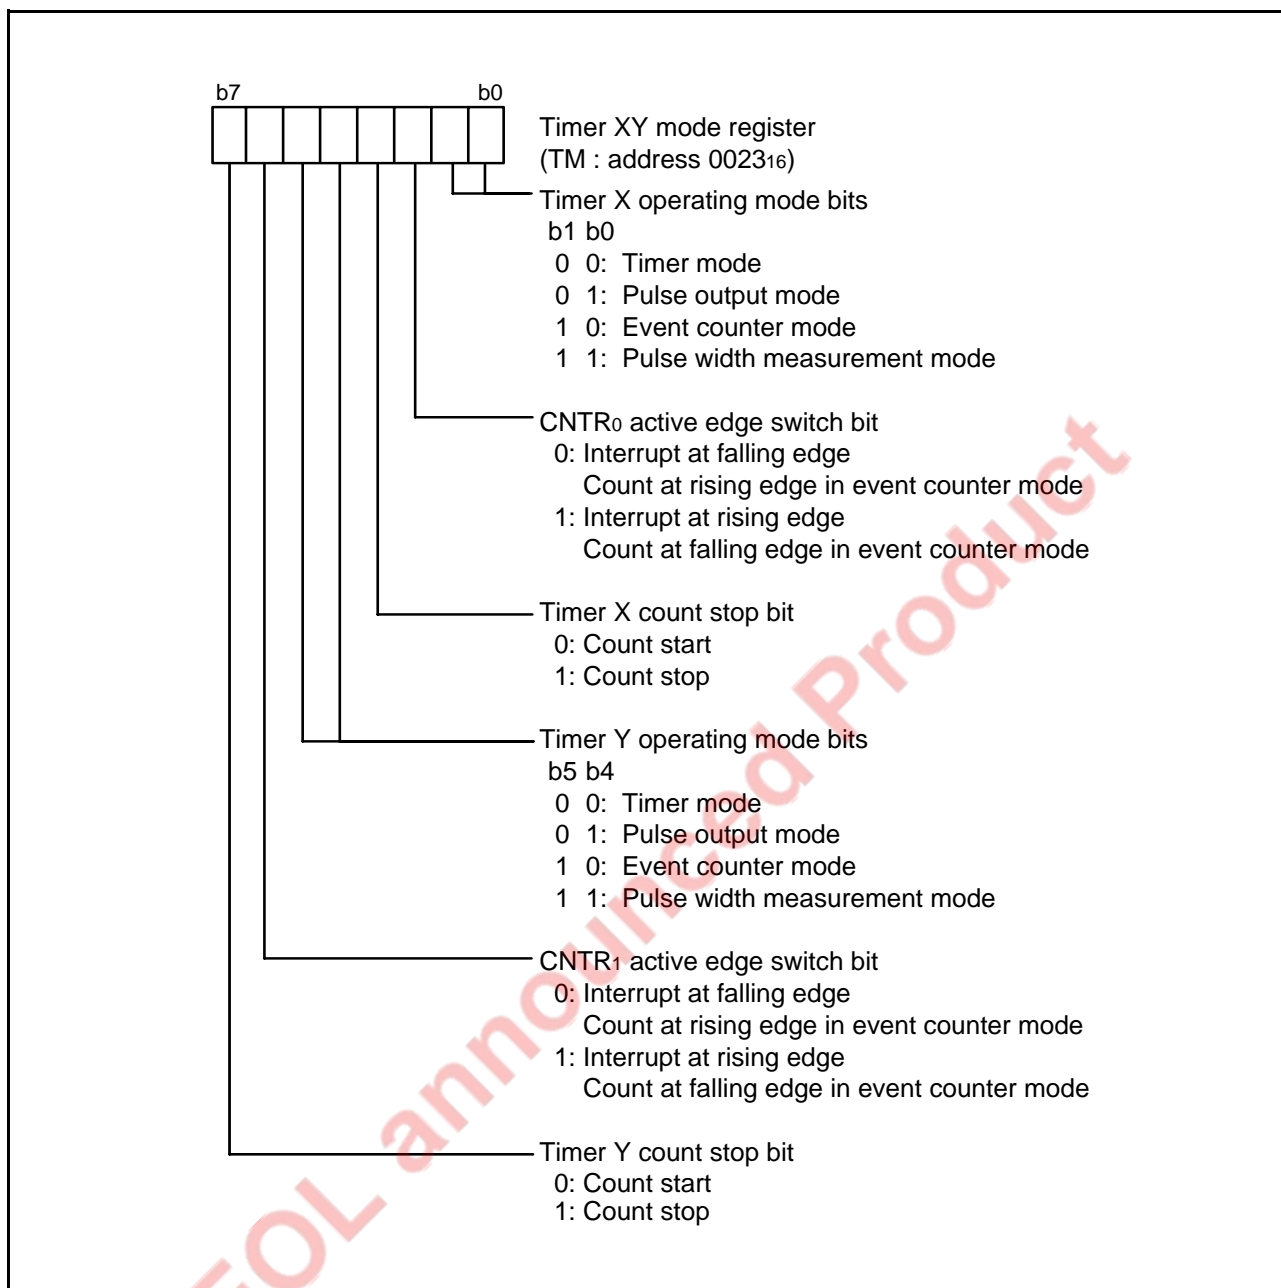 b7 b0
Timer XY mode register
(TM : address 002316)
Timer X operating mode bits
b1 b0
0 0: Timer mode
0 1: Pulse output mode
1 0: Event counter mode
1 1: Pulse width measurement mode
CNTR0 active edge switch bit
0: Interrupt at falling edge
Count at rising edge in event counter mode
1: Interrupt at rising edge
Count at falling edge in event counter mode
Timer X count stop bit
0: Count start
1: Count stop
Timer Y operating mode bits
b5 b4
0 0: Timer mode
0 1: Pulse output mode
1 0: Event counter mode
1 1: Pulse width measurement mode
CNTR1 active edge switch bit
0: Interrupt at falling edge
Count at rising edge in event counter mode
1: Interrupt at rising edge
Count at falling edge in event counter mode
Timer Y count stop bit
0: Count start
1: Count stop
EOL announced Product